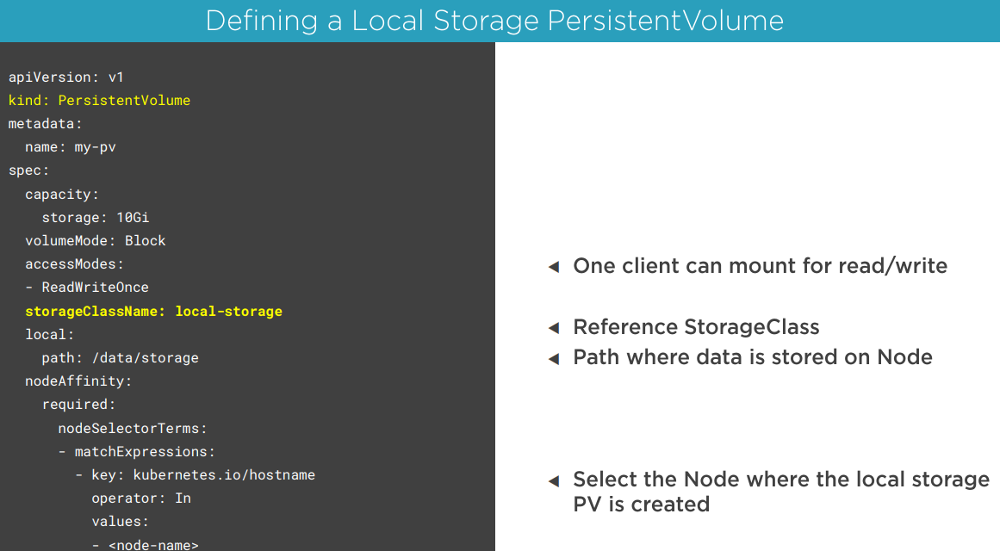 Defining a Local Storage PersistentVolume
apiVersion: v1
kind: PersistentVolume
metadata:
  name: my-pv
spec:
  capacity:
    storage: 10Gi
  volumeMode: Block
  accessModes:
  - ReadWriteOnce
  storageClassName: local-storage
  local:
    path: /data/storage
  nodeAffinity:
    required:
      nodeSelectorTerms:
      - matchExpressions:
        - key: kubernetes.io/hostname
          operator: In
          values:
          - <node-name>
One client can mount for read/write
Reference StorageClass
Path where data is stored on Node
Select the Node where the local storage
PV is created